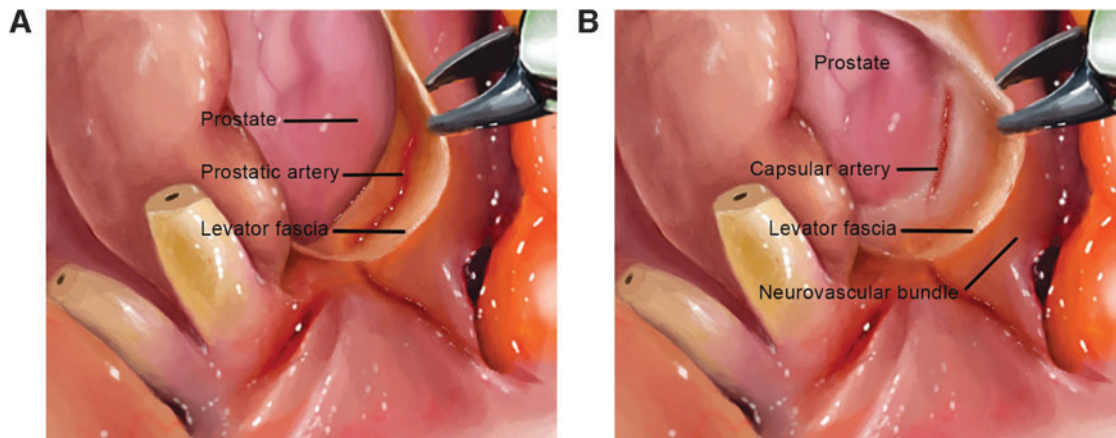 A
Prostate
Prostatic artery
Levator fascia
B
Prostate
Capsular artery
Levator fascia
Neurovascular bundle